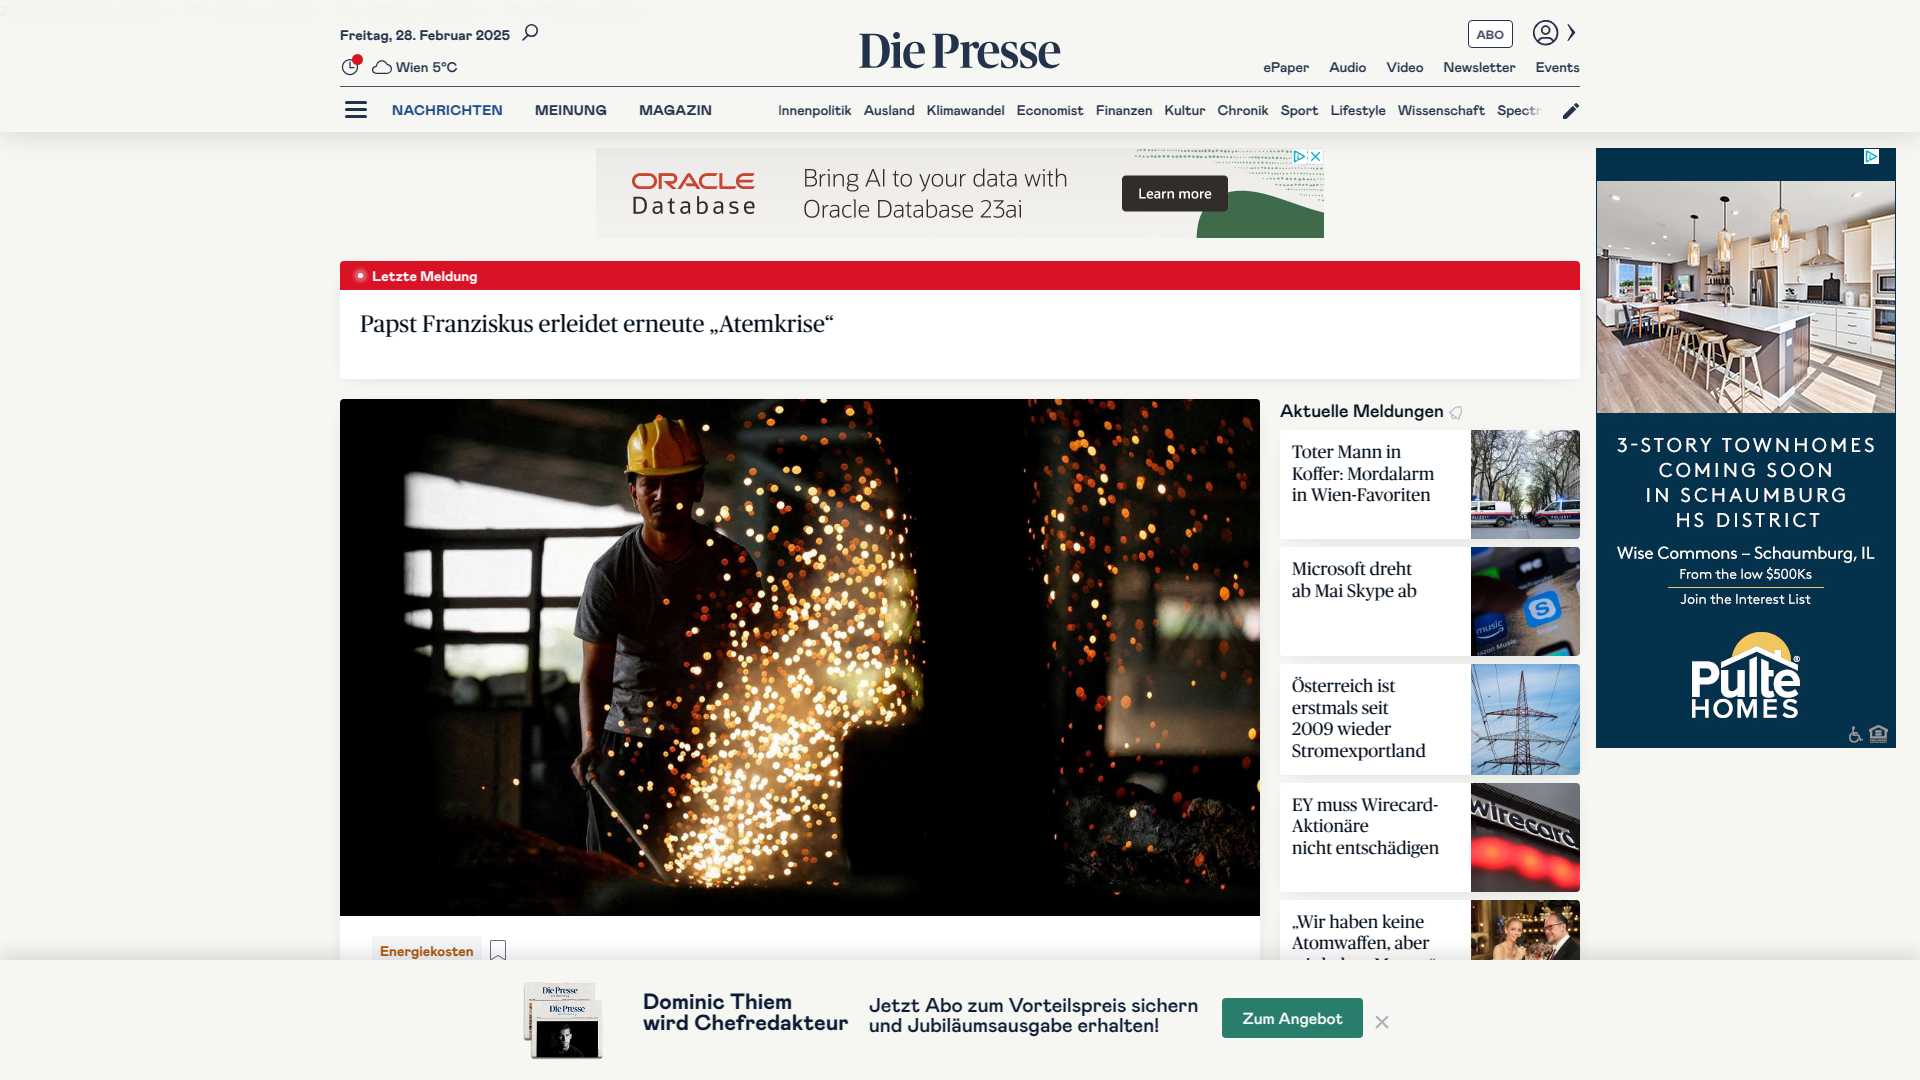 Freitag, 28. Februar 2025
Die Presse
ABO
Wien 5°C
ePaper Audio Video Newsletter Events
NACHRICHTEN MEINUNG MAGAZIN
Innenpolitik Ausland Klimawandel Economist Finanzen Kultur Chronik Sport Lifestyle Wissenschaft Spectr
ORACLE
Database
Bring AI to your data with
Oracle Database 23ai
Learn more
Letzte Meldung
Papst Franziskus erleidet erneute „Atemkrise“
Aktuelle Meldungen
Toter Mann in
Koffer: Mordalarm
in Wien-Favoriten
Microsoft dreht
ab Mai Skype ab
music
Österreich ist
erstmals seit
2009 wieder
Stromexportland
EY muss Wirecard-
Aktionäre
nicht entschädigen
wirecard
„Wir haben keine
Atomwaffen, aber
3-STORY TOWNHOMES
COMING SOON
IN SCHAUMBURG
HS DISTRICT
Wise Commons – Schaumburg, IL
From the low $500Ks
Join the Interest List
Pulte®
HOMES
Energiekosten
Die Presse
Die Presse
Dominic Thiem
wird Chefredakteur
Jetzt Abo zum Vorteilspreis sichern
und Jubiläumsausgabe erhalten!
Zum Angebot